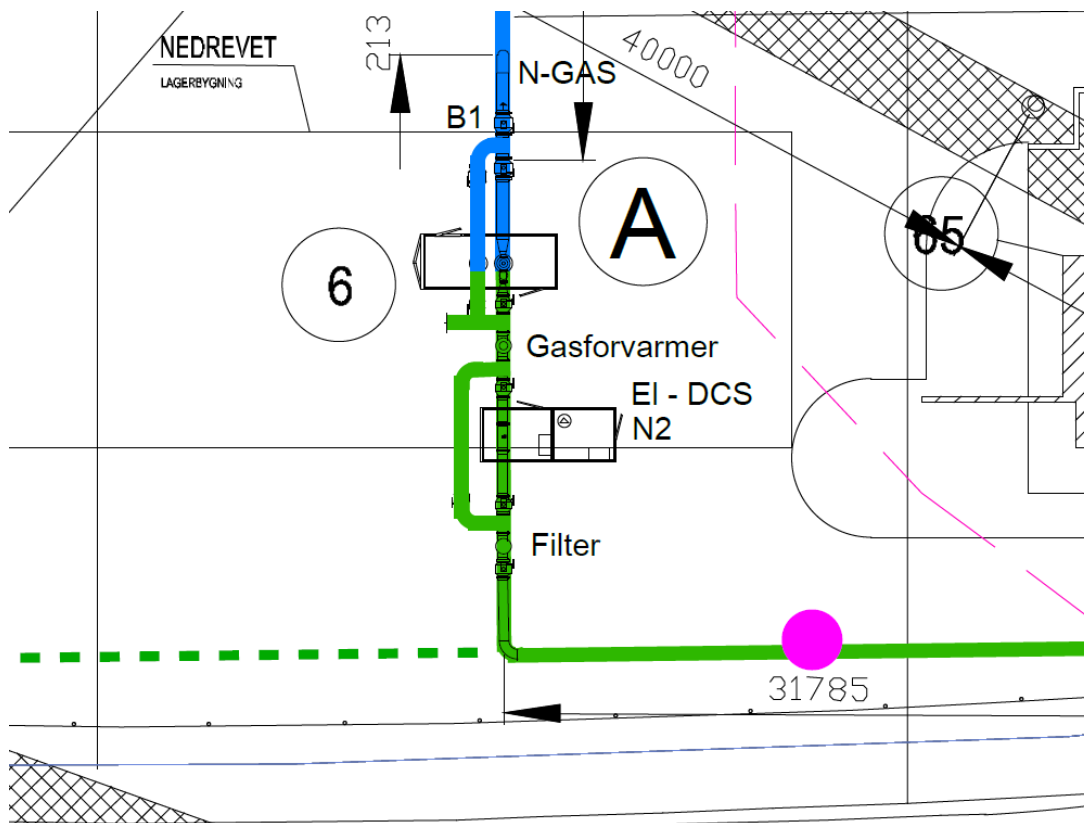 NEDREVET
LAGERBYGNING
213
40000
N-GAS
B1
A
65
6
Gasforvarmer
El - DCS
N2
Filter
31785